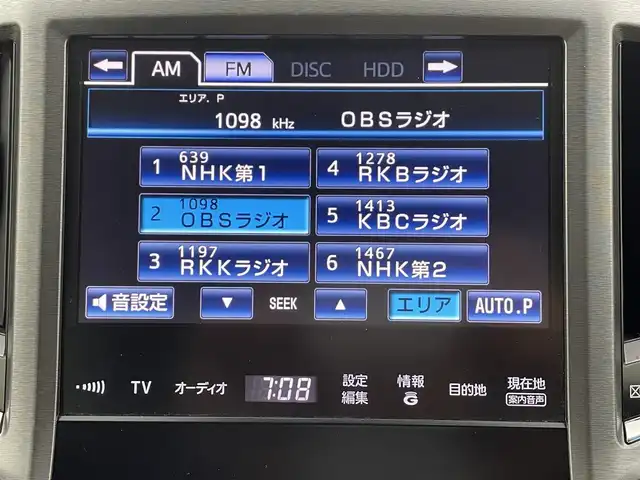 AM FM DISC HDD
エリア．P
1098 kHz OBSラジオ
1 639 NHK第1
4 1278 RKBラジオ
2 1098 OBSラジオ
5 1413 KBCラジオ
3 1197 RKKラジオ
6 1467 NHK第2
音設定 ▼ SEEK ▲ エリア AUTO.P
TV オーディオ 7:08 設定編集 情報G 目的地 現在地 案内音声